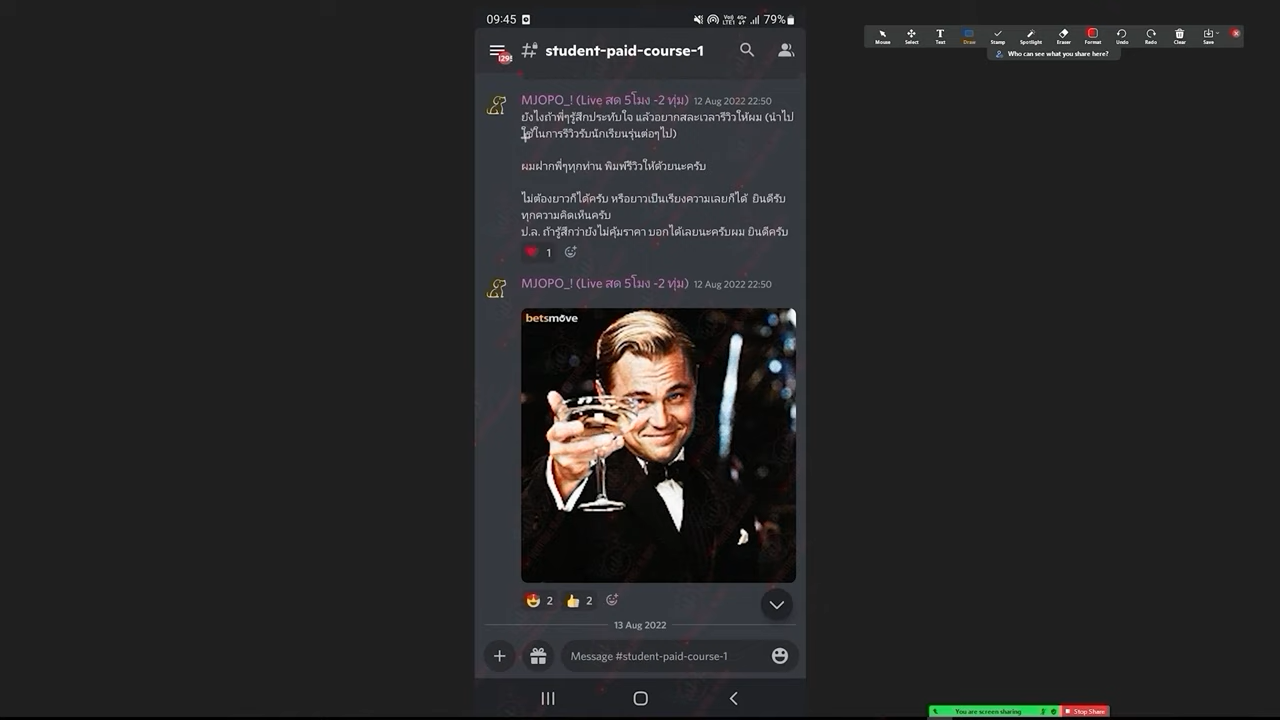 09:45
79%
# student-paid-course-1
MJOPO_! (Live สด 5โมง -2 ทุ่ม) 12 Aug 2022 22:50
ยังไงถ้าพี่ๆรู้สึกประทับใจ แล้วอยากสละเวลารีวิวให้ผม (นำไป
ใช้ในการรีวิวรับนักเรียนรุ่นต่อๆไป)
ผมฝากพี่ๆทุกท่าน พิมพ์รีวิวให้ด้วยนะครับ
ไม่ต้องยาวก็ได้ครับ หรือยาวเป็นเรียงความเลยก็ได้ ยินดีรับ
ทุกความคิดเห็นครับ
ป.ล. ถ้ารู้สึกว่ายังไม่คุ้มราคา บอกได้เลยนะครับผม ยินดีครับ
1
MJOPO_! (Live สด 5โมง -2 ทุ่ม) 12 Aug 2022 22:50
betsmove
2 2
13 Aug 2022
Message #student-paid-course-1
Mouse Select Text Draw Stamp Spotlight Eraser Format Undo Redo Clear Save
Who can see what you share here?
You are screen sharing Stop Share